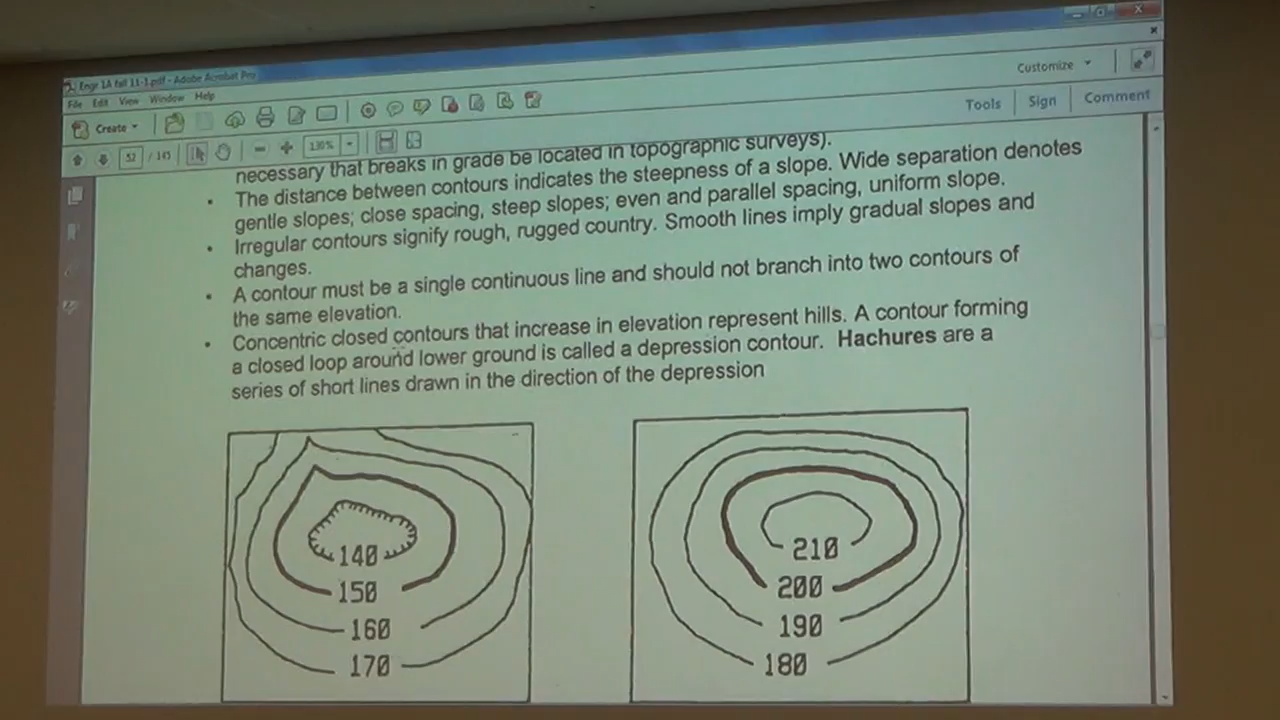 Engr 1A fall 11-1.pdf - Adobe Acrobat Pro
File Edit View Window Help
Customize
Create
Tools Sign Comment
52 / 145
130%
necessary that breaks in grade be located in topographic surveys).
• The distance between contours indicates the steepness of a slope. Wide separation denotes
gentle slopes; close spacing, steep slopes; even and parallel spacing, uniform slope.
• Irregular contours signify rough, rugged country. Smooth lines imply gradual slopes and
changes.
• A contour must be a single continuous line and should not branch into two contours of
the same elevation.
• Concentric closed contours that increase in elevation represent hills. A contour forming
a closed loop around lower ground is called a depression contour. Hachures are a
series of short lines drawn in the direction of the depression
140
150
160
170
210
200
190
180